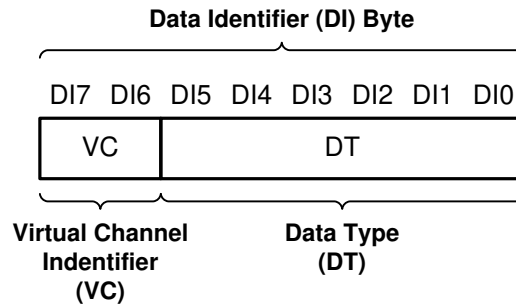 Data Identifier (DI) Byte
DI7 DI6 DI5 DI4 DI3 DI2 DI1 DI0
VC DT
Virtual Channel Data Type
Indentifier (DT)
(VC)